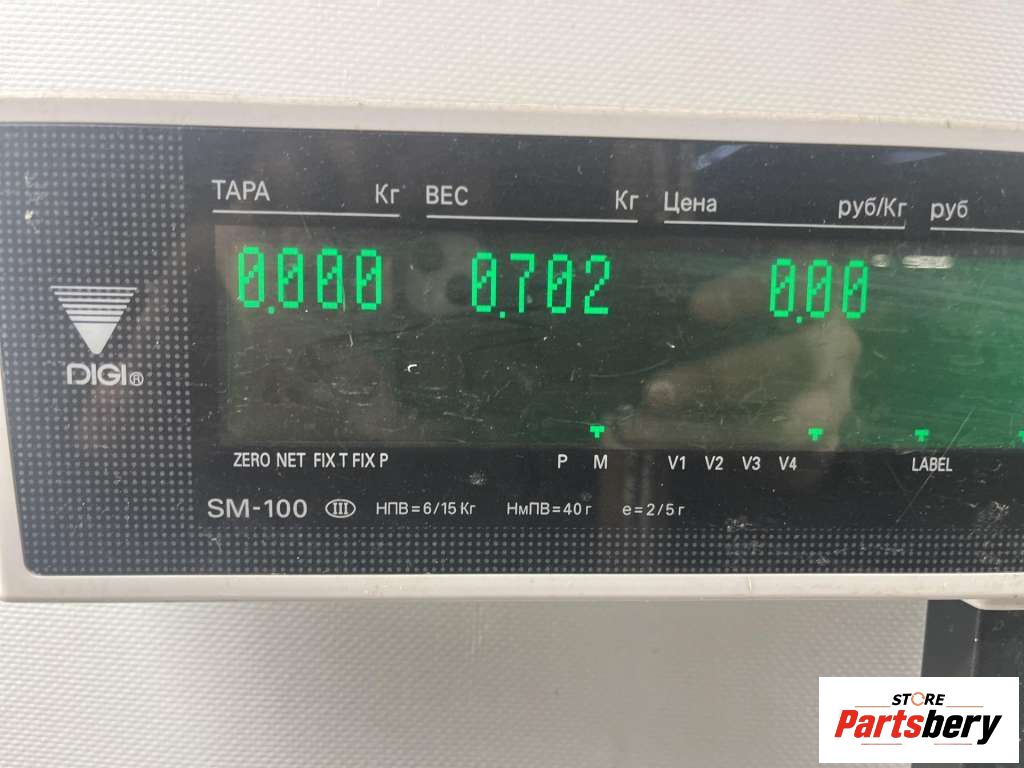 ТАРА Кг ВЕС Кг Цена руб/Кг руб
0.000 0.702 0.00
DIGI®
ZERO NET FIX T FIX P P M V1 V2 V3 V4 LABEL
SM-100 III НПВ=6/15 Кг НмПВ=40 г e=2/5 г
STORE
Partsbery